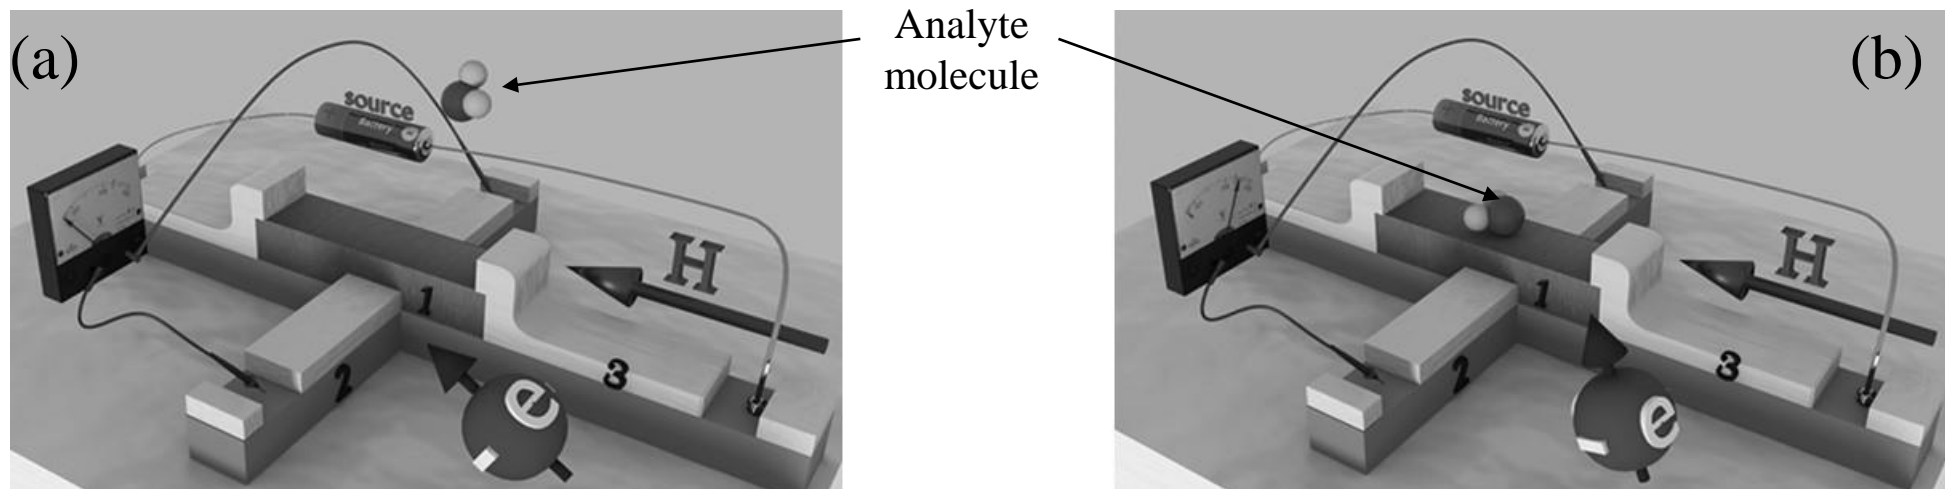 (a)
source
Battery
V
H
1
2
3
e
Analyte
molecule
(b)
source
Battery
H
1
2
3
e